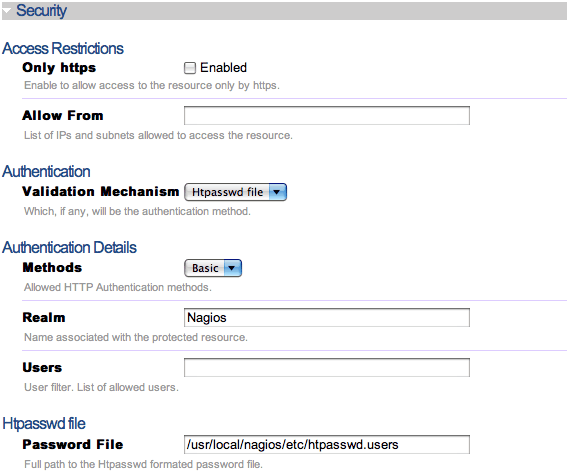 Security
Access Restrictions
Only https Enabled
Enable to allow access to the resource only by https.
Allow From
List of IPs and subnets allowed to access the resource.
Authentication
Validation Mechanism Htpasswd file
Which, if any, will be the authentication method.
Authentication Details
Methods Basic
Allowed HTTP Authentication methods.
Realm Nagios
Name associated with the protected resource.
Users
User filter. List of allowed users.
Htpasswd file
Password File /usr/local/nagios/etc/htpasswd.users
Full path to the Htpasswd formated password file.